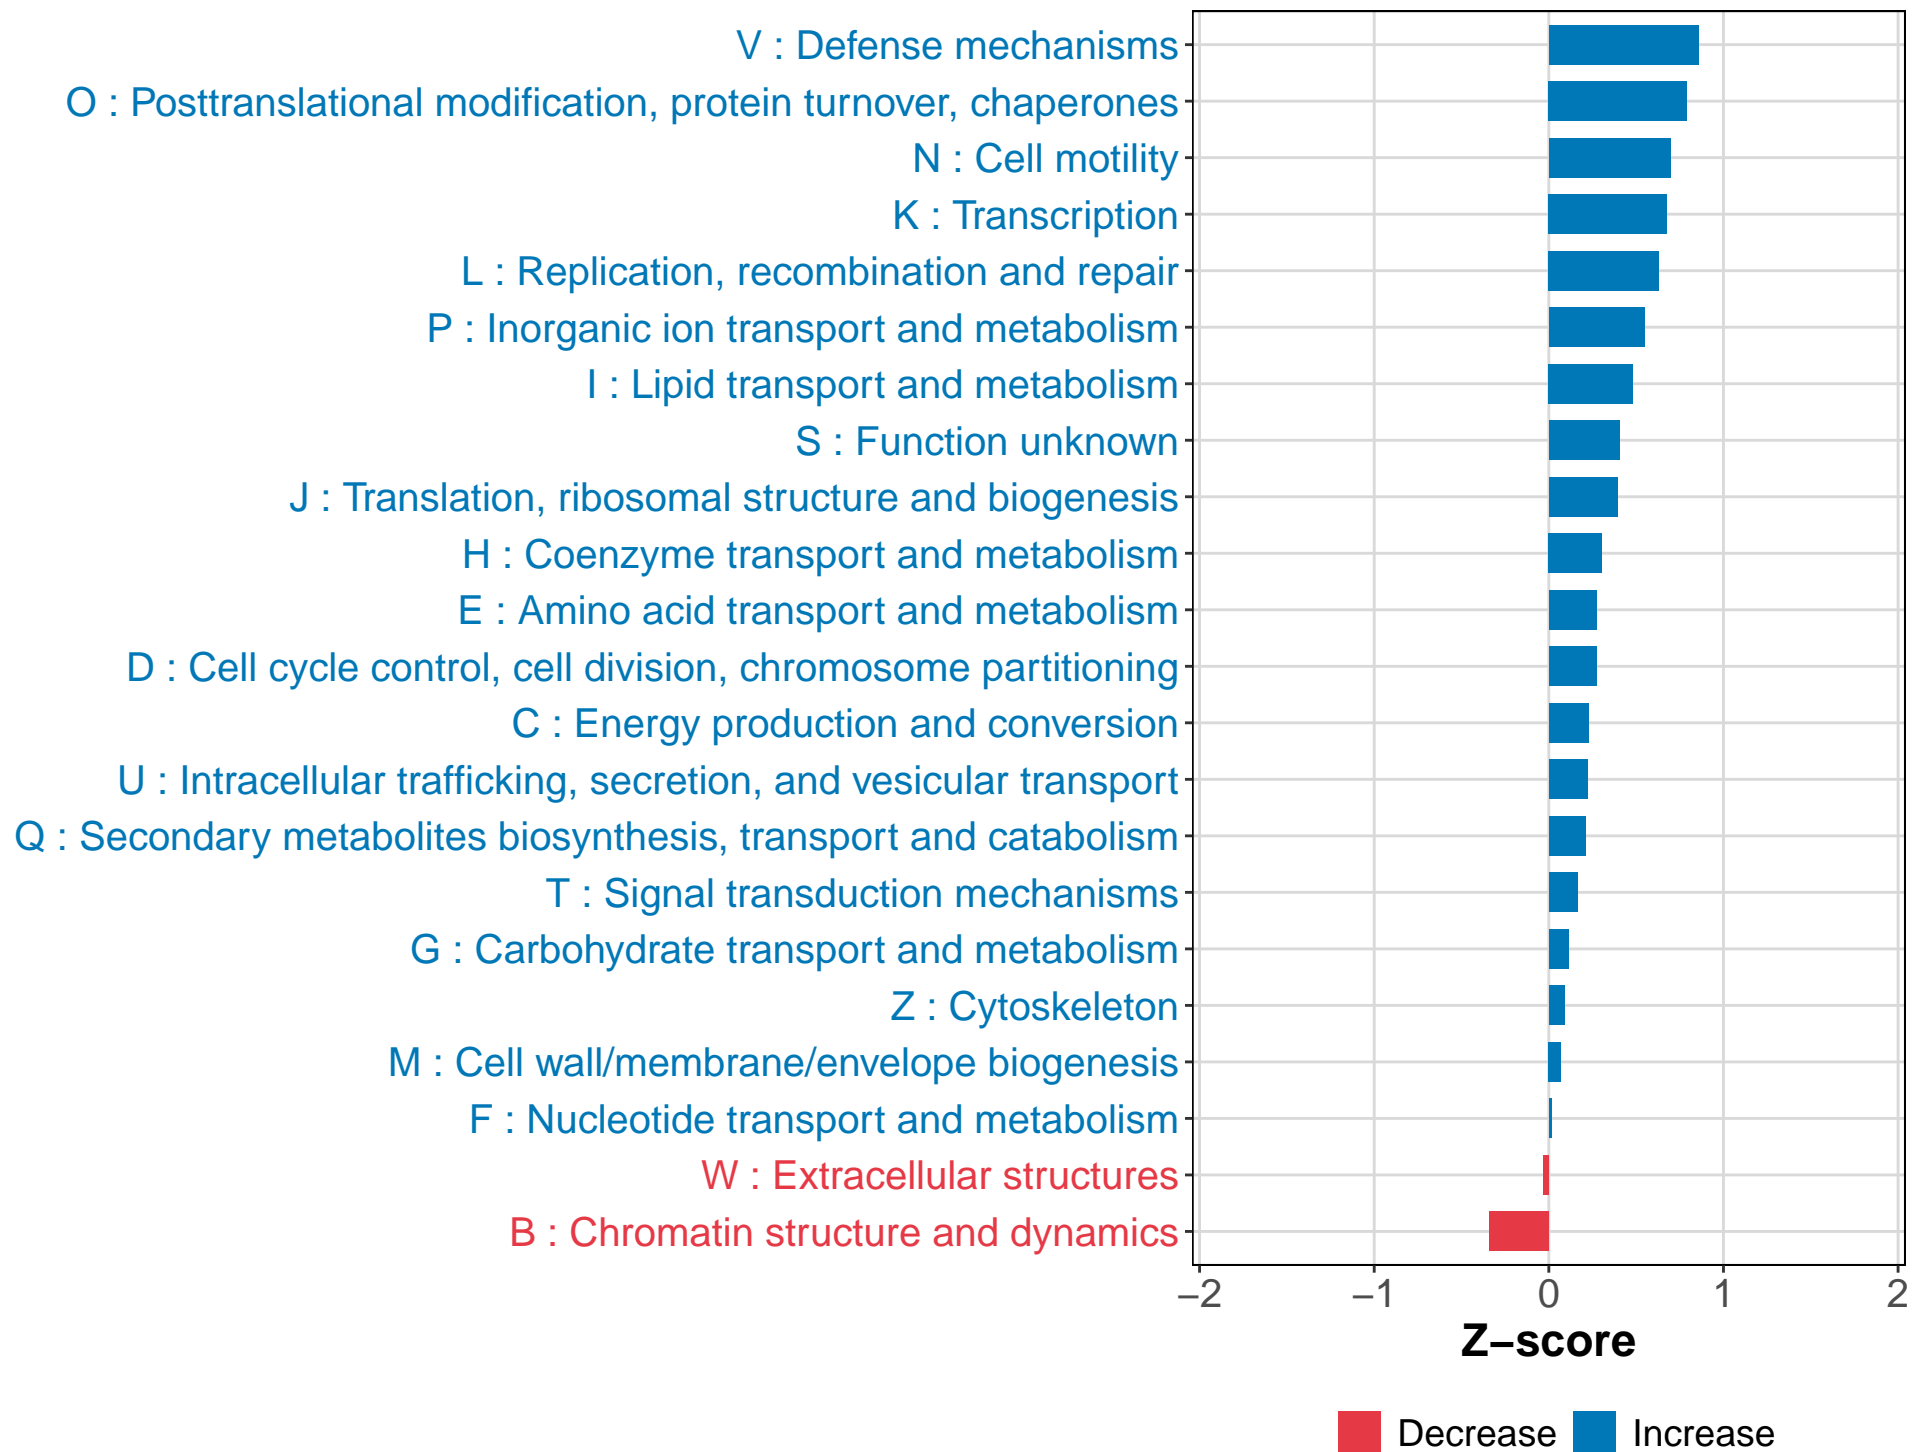 V : Defense mechanisms
O : Posttranslational modification, protein turnover, chaperones
N : Cell motility
K : Transcription
L : Replication, recombination and repair
P : Inorganic ion transport and metabolism
I : Lipid transport and metabolism
S : Function unknown
J : Translation, ribosomal structure and biogenesis
H : Coenzyme transport and metabolism
E : Amino acid transport and metabolism
D : Cell cycle control, cell division, chromosome partitioning
C : Energy production and conversion
U : Intracellular trafficking, secretion, and vesicular transport
Q : Secondary metabolites biosynthesis, transport and catabolism
T : Signal transduction mechanisms
G : Carbohydrate transport and metabolism
Z : Cytoskeleton
M : Cell wall/membrane/envelope biogenesis
F : Nucleotide transport and metabolism
W : Extracellular structures
B : Chromatin structure and dynamics
−2 −1 0 1 2
Z−score
Decrease Increase